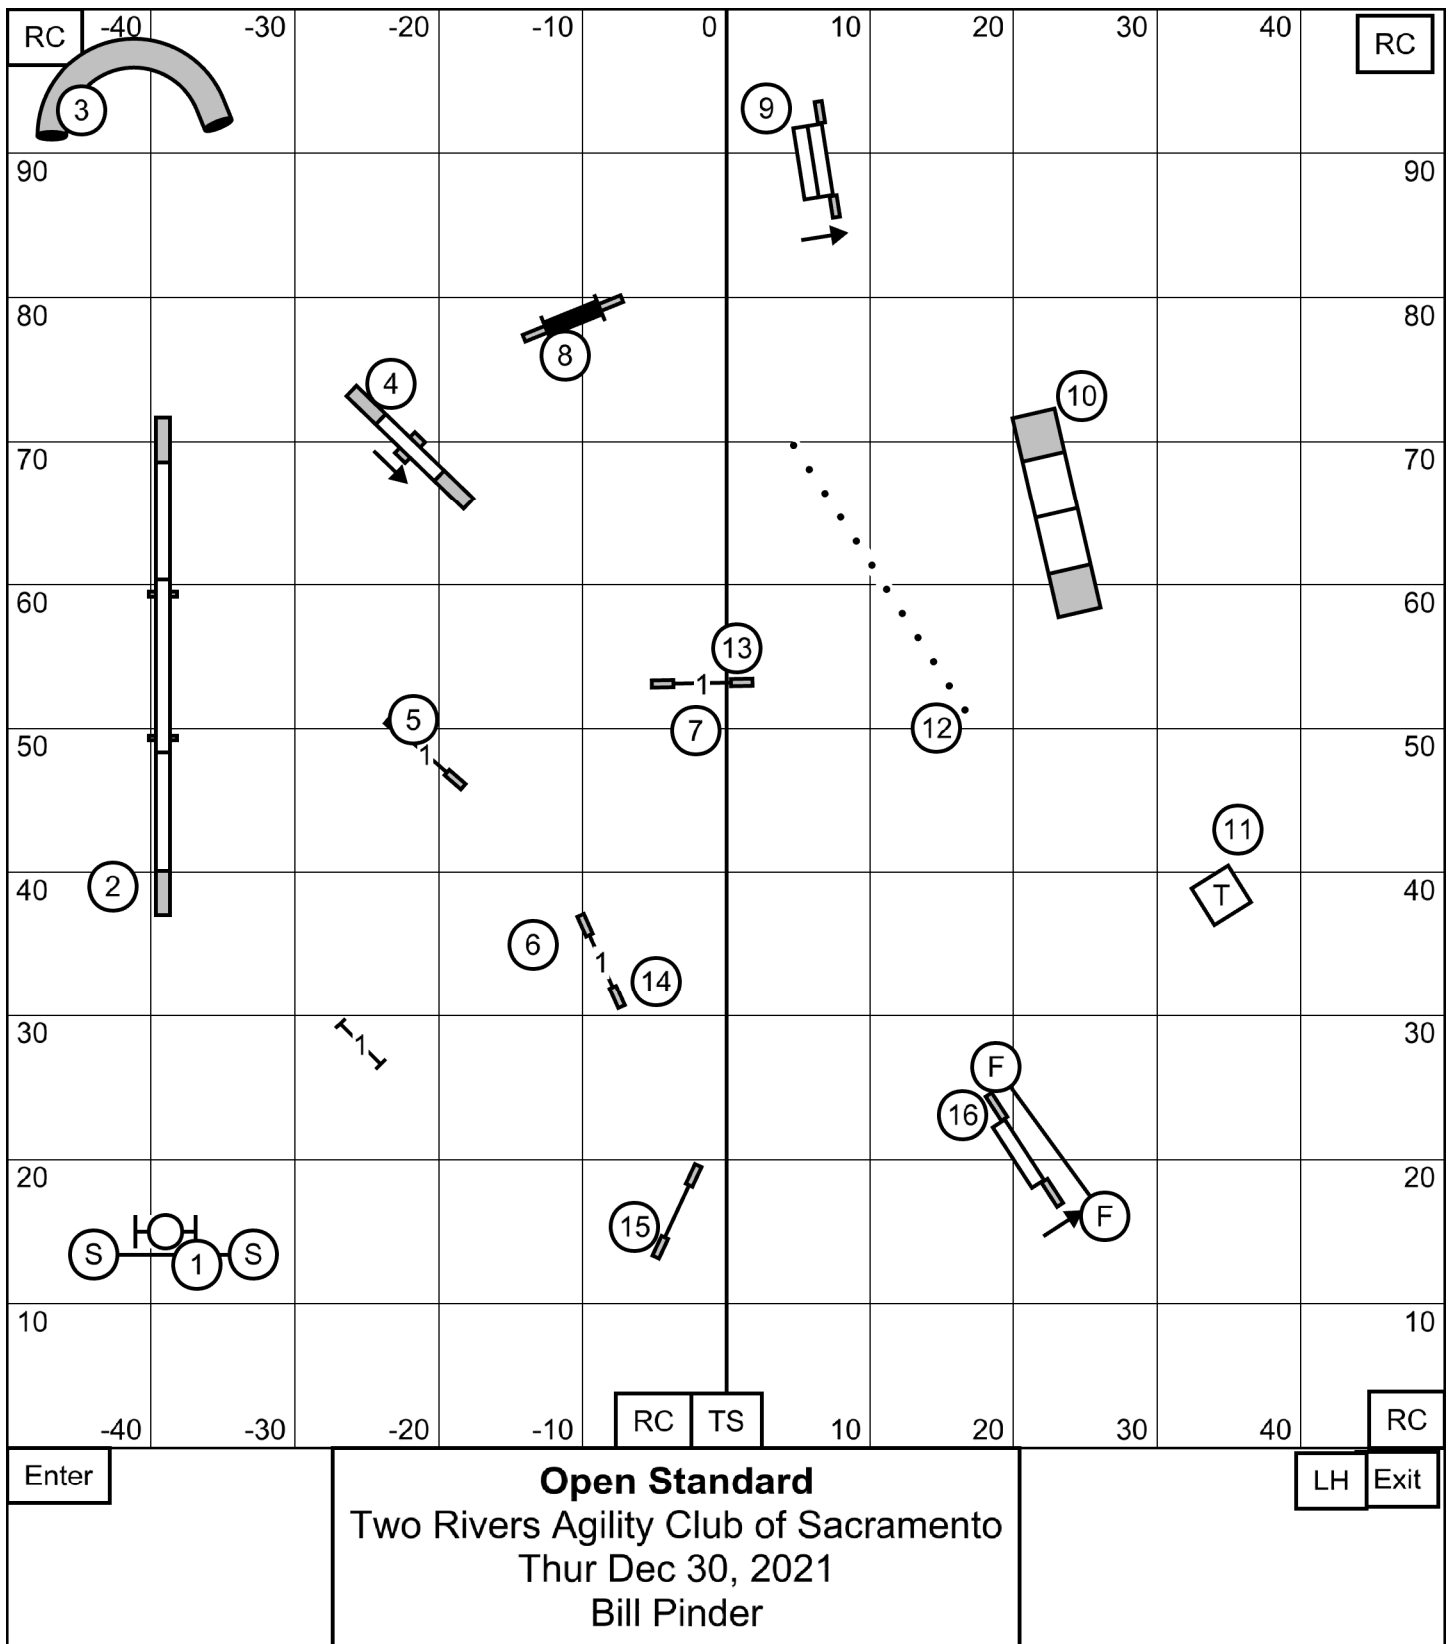 RC -40 -30 -20 -10 0 10 20 30 40 RC
3 9
90 90
80 80
8
4 10
70 70
60 60
13
1
5 7 12
50 50
1
11
2 40 T 40
6 14
1
30 30
1
F
16
20 20
15
S 1 S F
10 10
-40 -30 -20 -10 RC TS 10 20 30 40 RC
Enter LH Exit
Open Standard
Two Rivers Agility Club of Sacramento
Thur Dec 30, 2021
Bill Pinder